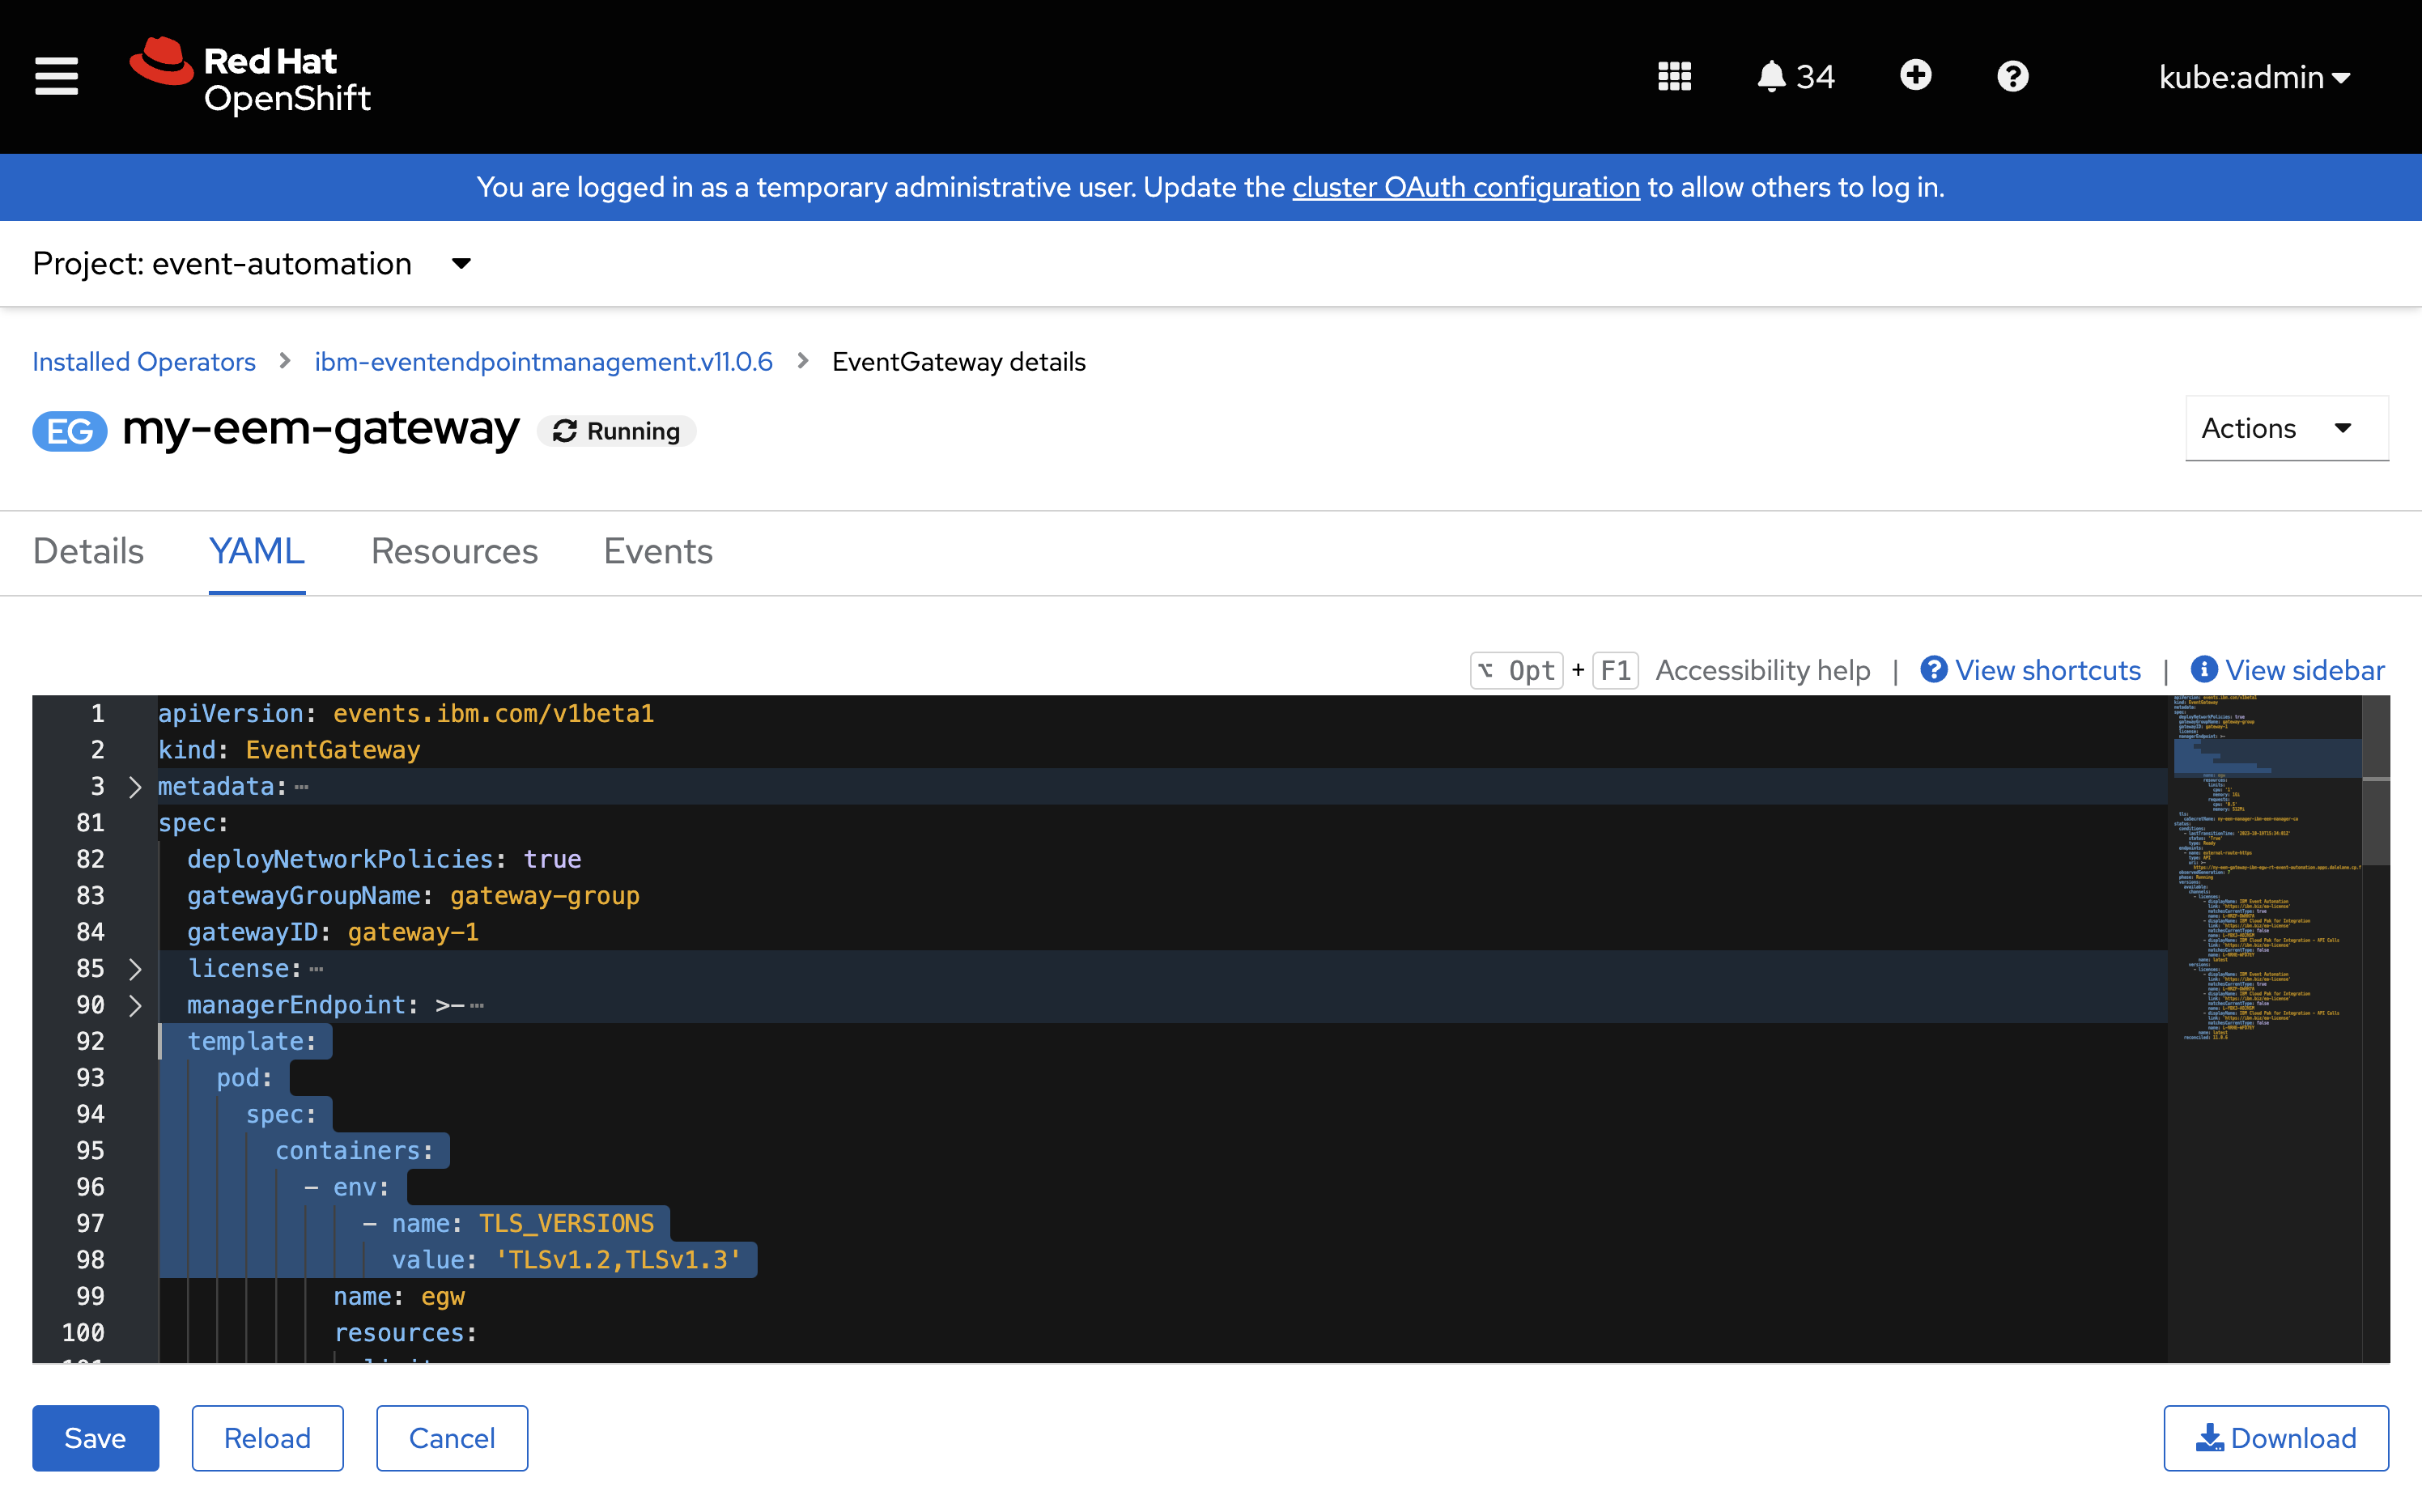 Red Hat
OpenShift
34
kube:admin
You are logged in as a temporary administrative user. Update the cluster OAuth configuration to allow others to log in.
Project: event-automation
Installed Operators > ibm-eventendpointmanagement.v11.0.6 > EventGateway details
EG my-eem-gateway Running
Actions
Details YAML Resources Events
⌥ Opt + F1 Accessibility help | View shortcuts | View sidebar
1 apiVersion: events.ibm.com/v1beta1
2 kind: EventGateway
3 metadata:
81 spec:
82 deployNetworkPolicies: true
83 gatewayGroupName: gateway-group
84 gatewayID: gateway-1
85 license:
90 managerEndpoint: >-
92 template:
93 pod:
94 spec:
95 containers:
96 - env:
97 - name: TLS_VERSIONS
98 value: 'TLSv1.2,TLSv1.3'
99 name: egw
100 resources:
Save Reload Cancel
Download